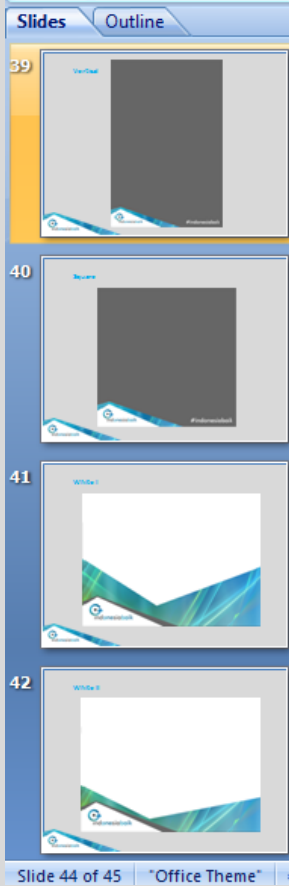 Slides Outline
39
Vertical
#indonesiabaik
40
Square
indonesiabaik
#indonesiabaik
41
White I
indonesiabaik
42
White II
indonesiabaik
Slide 44 of 45 "Office Theme"